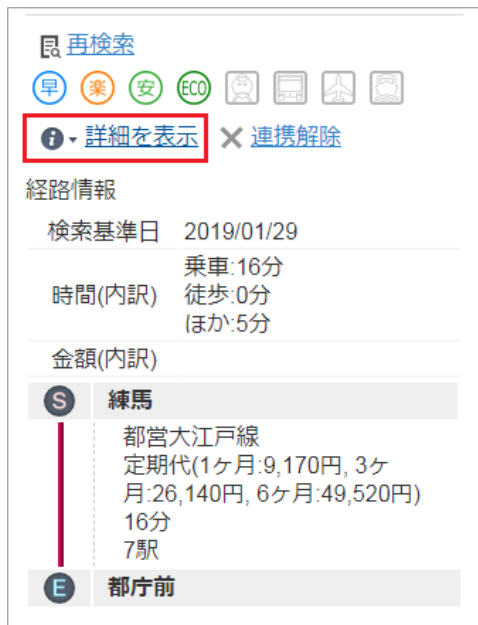 再検索
早 楽 安 ECO
i 詳細を表示 連携解除
経路情報
検索基準日 2019/01/29
時間(内訳) 乗車:16分
徒歩:0分
ほか:5分
金額(内訳)
S 練馬
都営大江戸線
定期代(1ケ月:9,170円, 3ケ
月:26,140円, 6ケ月:49,520円)
16分
7駅
E 都庁前